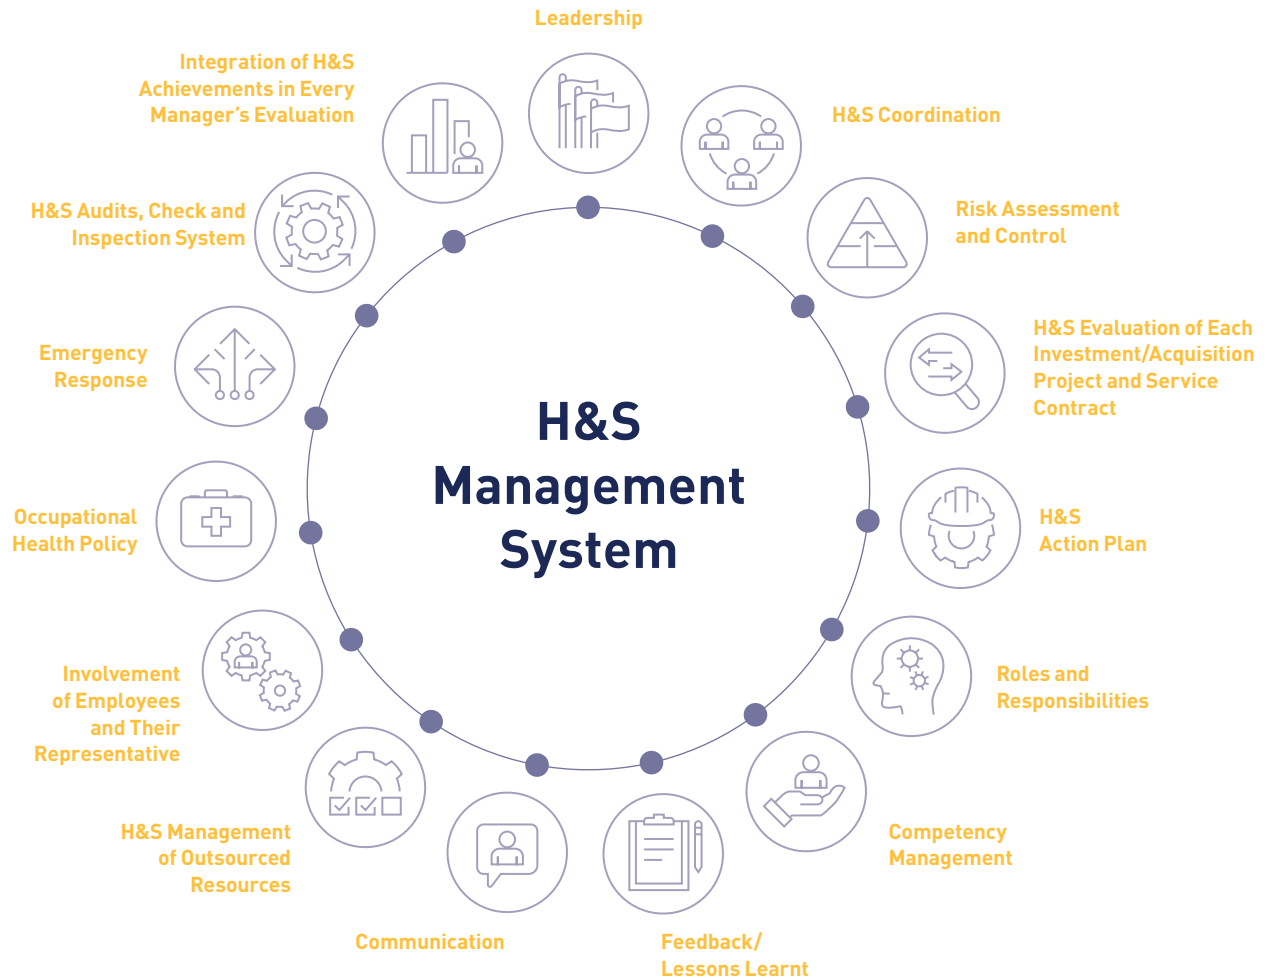 Leadership
H&S Coordination
Risk Assessment
and Control
H&S Evaluation of Each
Investment/Acquisition
Project and Service
Contract
H&S
Action Plan
Roles and
Responsibilities
Competency
Management
Feedback/
Lessons Learnt
Communication
H&S Management
of Outsourced
Resources
Involvement
of Employees
and Their
Representative
Occupational
Health Policy
Emergency
Response
H&S Audits, Check and
Inspection System
Integration of H&S
Achievements in Every
Manager’s Evaluation
H&S
Management
System